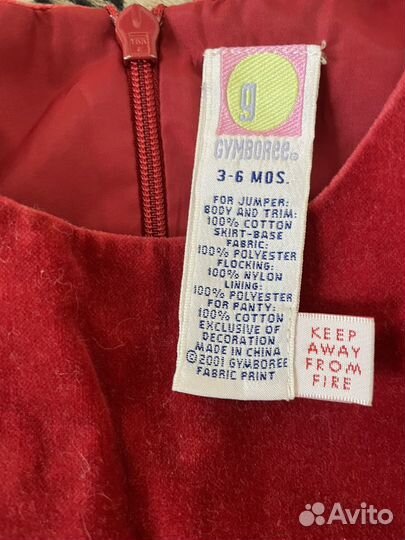 g
GYMBOREE®
3-6 MOS.
FOR JUMPER:
BODY AND TRIM:
100% COTTON
SKIRT-BASE
FABRIC:
100% POLYESTER
FLOCKING:
100% NYLON
LINING:
100% POLYESTER
FOR PANTY:
100% COTTON
EXCLUSIVE OF
DECORATION
MADE IN CHINA
©2001 GYMBOREE
FABRIC PRINT
KEEP
AWAY
FROM
FIRE
Avito